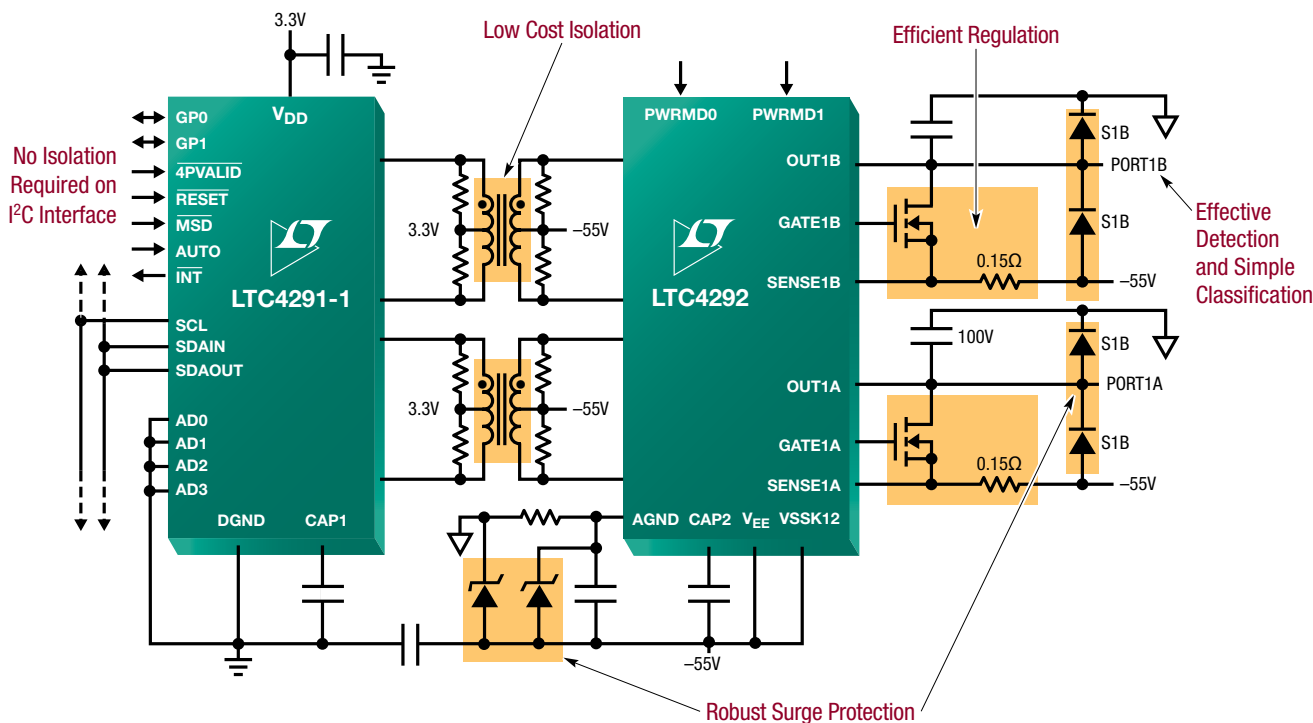 3.3V
Low Cost Isolation
Efficient Regulation
VDD
PWRMD0
PWRMD1
GP0
GP1
4PVALID
RESET
MSD
AUTO
INT
No Isolation
Required on
I²C Interface
OUT1B
S1B
PORT1B
GATE1B
S1B
SENSE1B
0.15Ω
–55V
Effective
Detection
and Simple
Classification
3.3V
–55V
LTC4291-1
LTC4292
SCL
SDAIN
SDAOUT
100V
S1B
OUT1A
PORT1A
3.3V
–55V
GATE1A
S1B
SENSE1A
0.15Ω
–55V
AD0
AD1
AD2
AD3
DGND
CAP1
AGND
CAP2
VEE
VSSK12
–55V
Robust Surge Protection